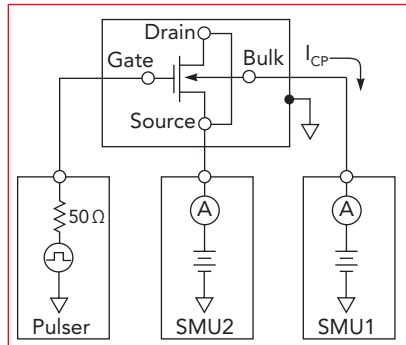 Drain
Gate
Bulk
I_CP
Source
A
A
50 Ω
Pulser
SMU2
SMU1